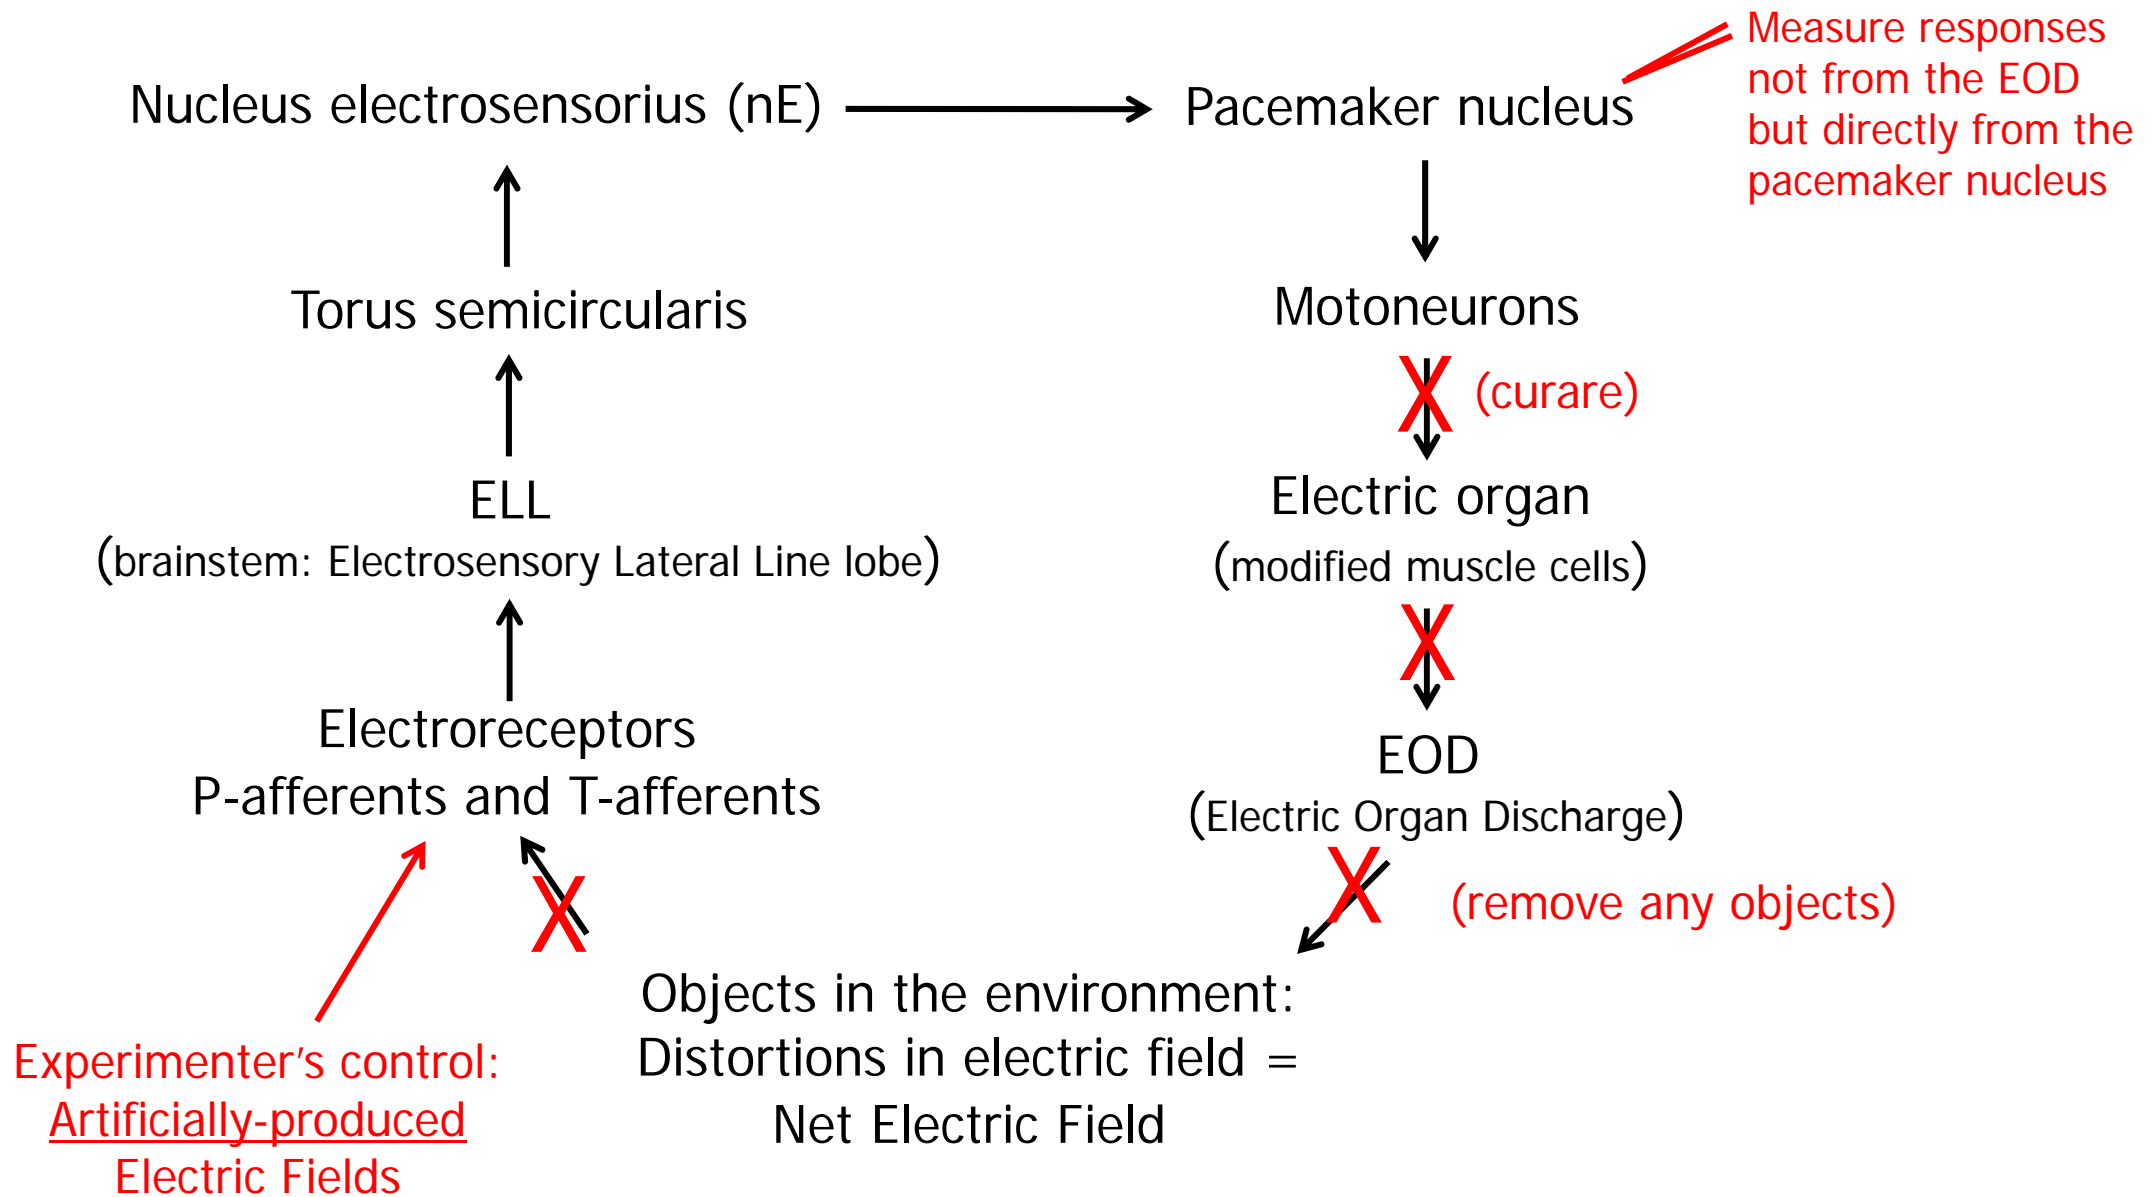 Measure responses
not from the EOD
but directly from the
pacemaker nucleus
Nucleus electrosensorius (nE)
Pacemaker nucleus
Torus semicircularis
Motoneurons
X (curare)
ELL
(brainstem: Electrosensory Lateral Line lobe)
Electric organ
(modified muscle cells)
X
Electroreceptors
P-afferents and T-afferents
EOD
(Electric Organ Discharge)
X
X (remove any objects)
Objects in the environment:
Distortions in electric field =
Net Electric Field
Experimenter's control:
Artificially-produced
Electric Fields